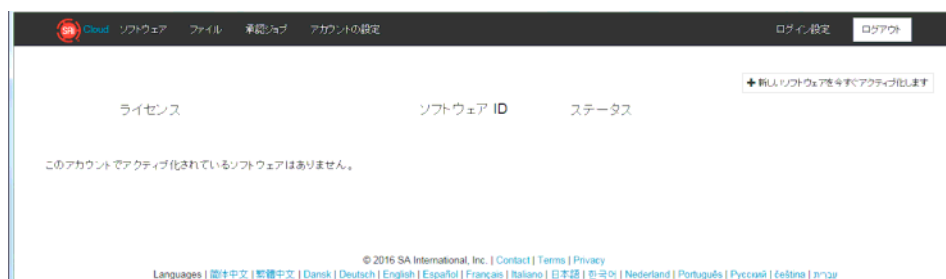 SA Cloud ソフトウェア ファイル 承認ジョブ アカウントの設定 ログイン設定 ログアウト
+ 新しいソフトウェアを今すぐアクティブ化します
ライセンス ソフトウェア ID ステータス
このアカウントでアクティブ化されているソフトウェアはありません。
© 2016 SA International, Inc. | Contact | Terms | Privacy
Languages | 简体中文 | 繁體中文 | Dansk | Deutsch | English | Español | Français | Italiano | 日本語 | 한국어 | Nederland | Português | Русский | čeština | עברית